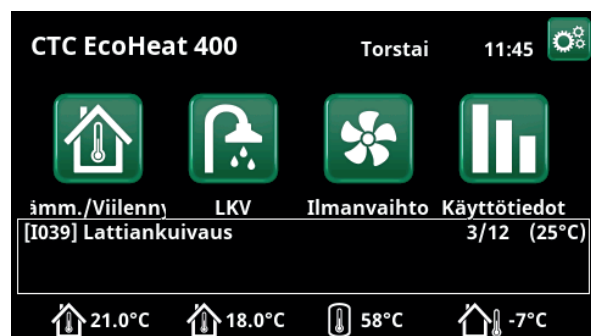 CTC EcoHeat 400 Torstai 11:45
ämm./Viilenny LKV Ilmanvaihto Käyttötiedot
[I039] Lattiankuivaus 3/12 (25°C)
21.0°C 18.0°C 58°C -7°C